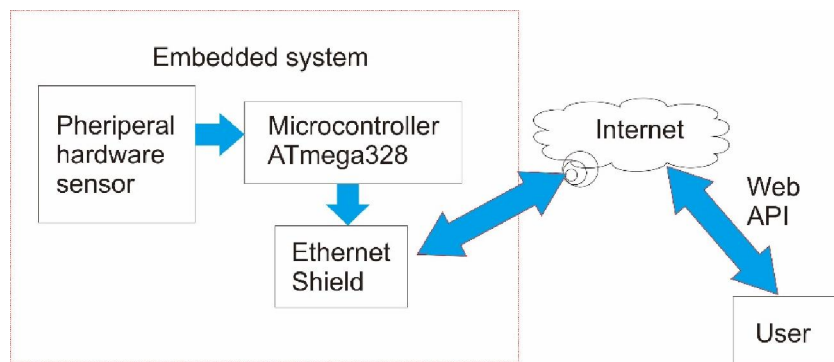 Embedded system
Pheriperal
hardware
sensor
Microcontroller
ATmega328
Ethernet
Shield
Internet
Web
API
User